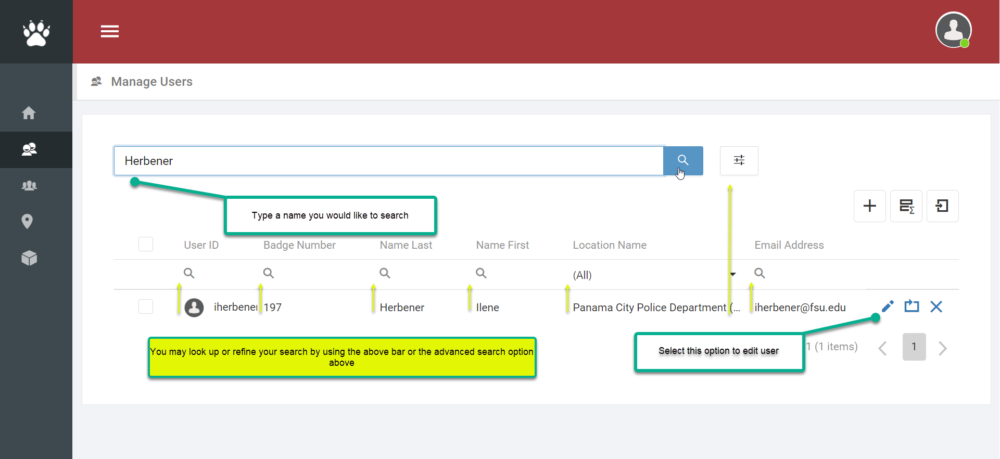 Manage Users
Herbener
Type a name you would like to search
User ID Badge Number Name Last Name First Location Name Email Address
(All)
iherbener 197 Herbener Ilene Panama City Police Department (... iherbener@fsu.edu
You may look up or refine your search by using the above bar or the advanced search option
above
Select this option to edit user
1 (1 items) 1